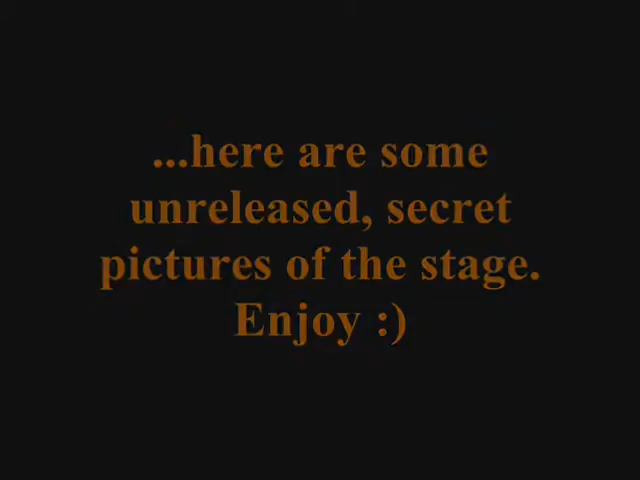 ...here are some
unreleased, secret
pictures of the stage.
Enjoy :)